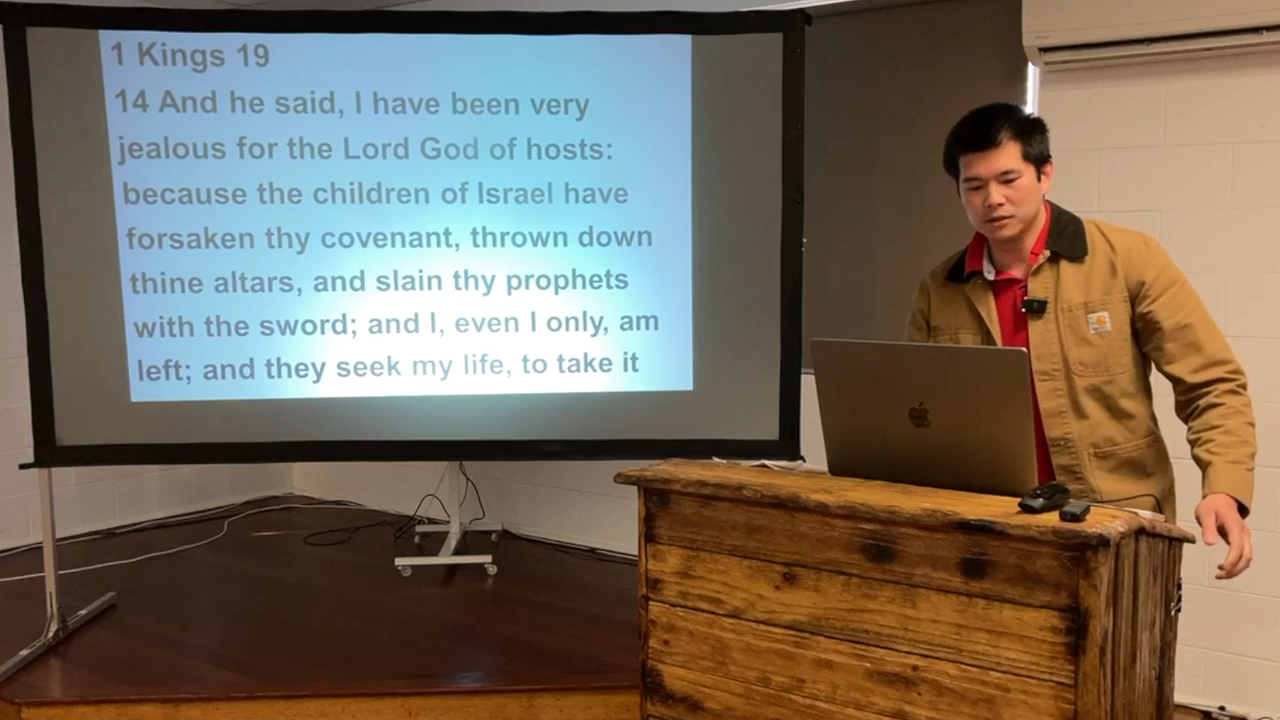 1 Kings 19
14 And he said, I have been very
jealous for the Lord God of hosts:
because the children of Israel have
forsaken thy covenant, thrown down
thine altars, and slain thy prophets
with the sword; and I, even I only, am
left; and they seek my life, to take it